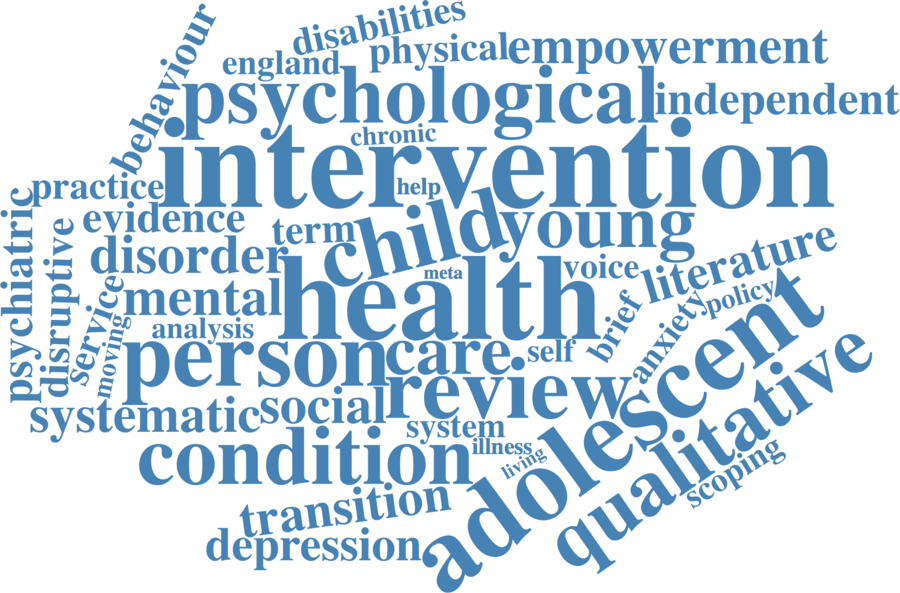 disabilities
behaviour
physical
empowerment
england
psychological
independent
chronic
intervention
help
practice
psychiatric
evidence
term
child
young
disruptive
disorder
health
meta
voice
literature
service
mental
moving
analysis
policy
anxiety
brief
person
care
self
adolescent
review
systematic
social
system
qualitative
condition
illness
living
scoping
transition
depression